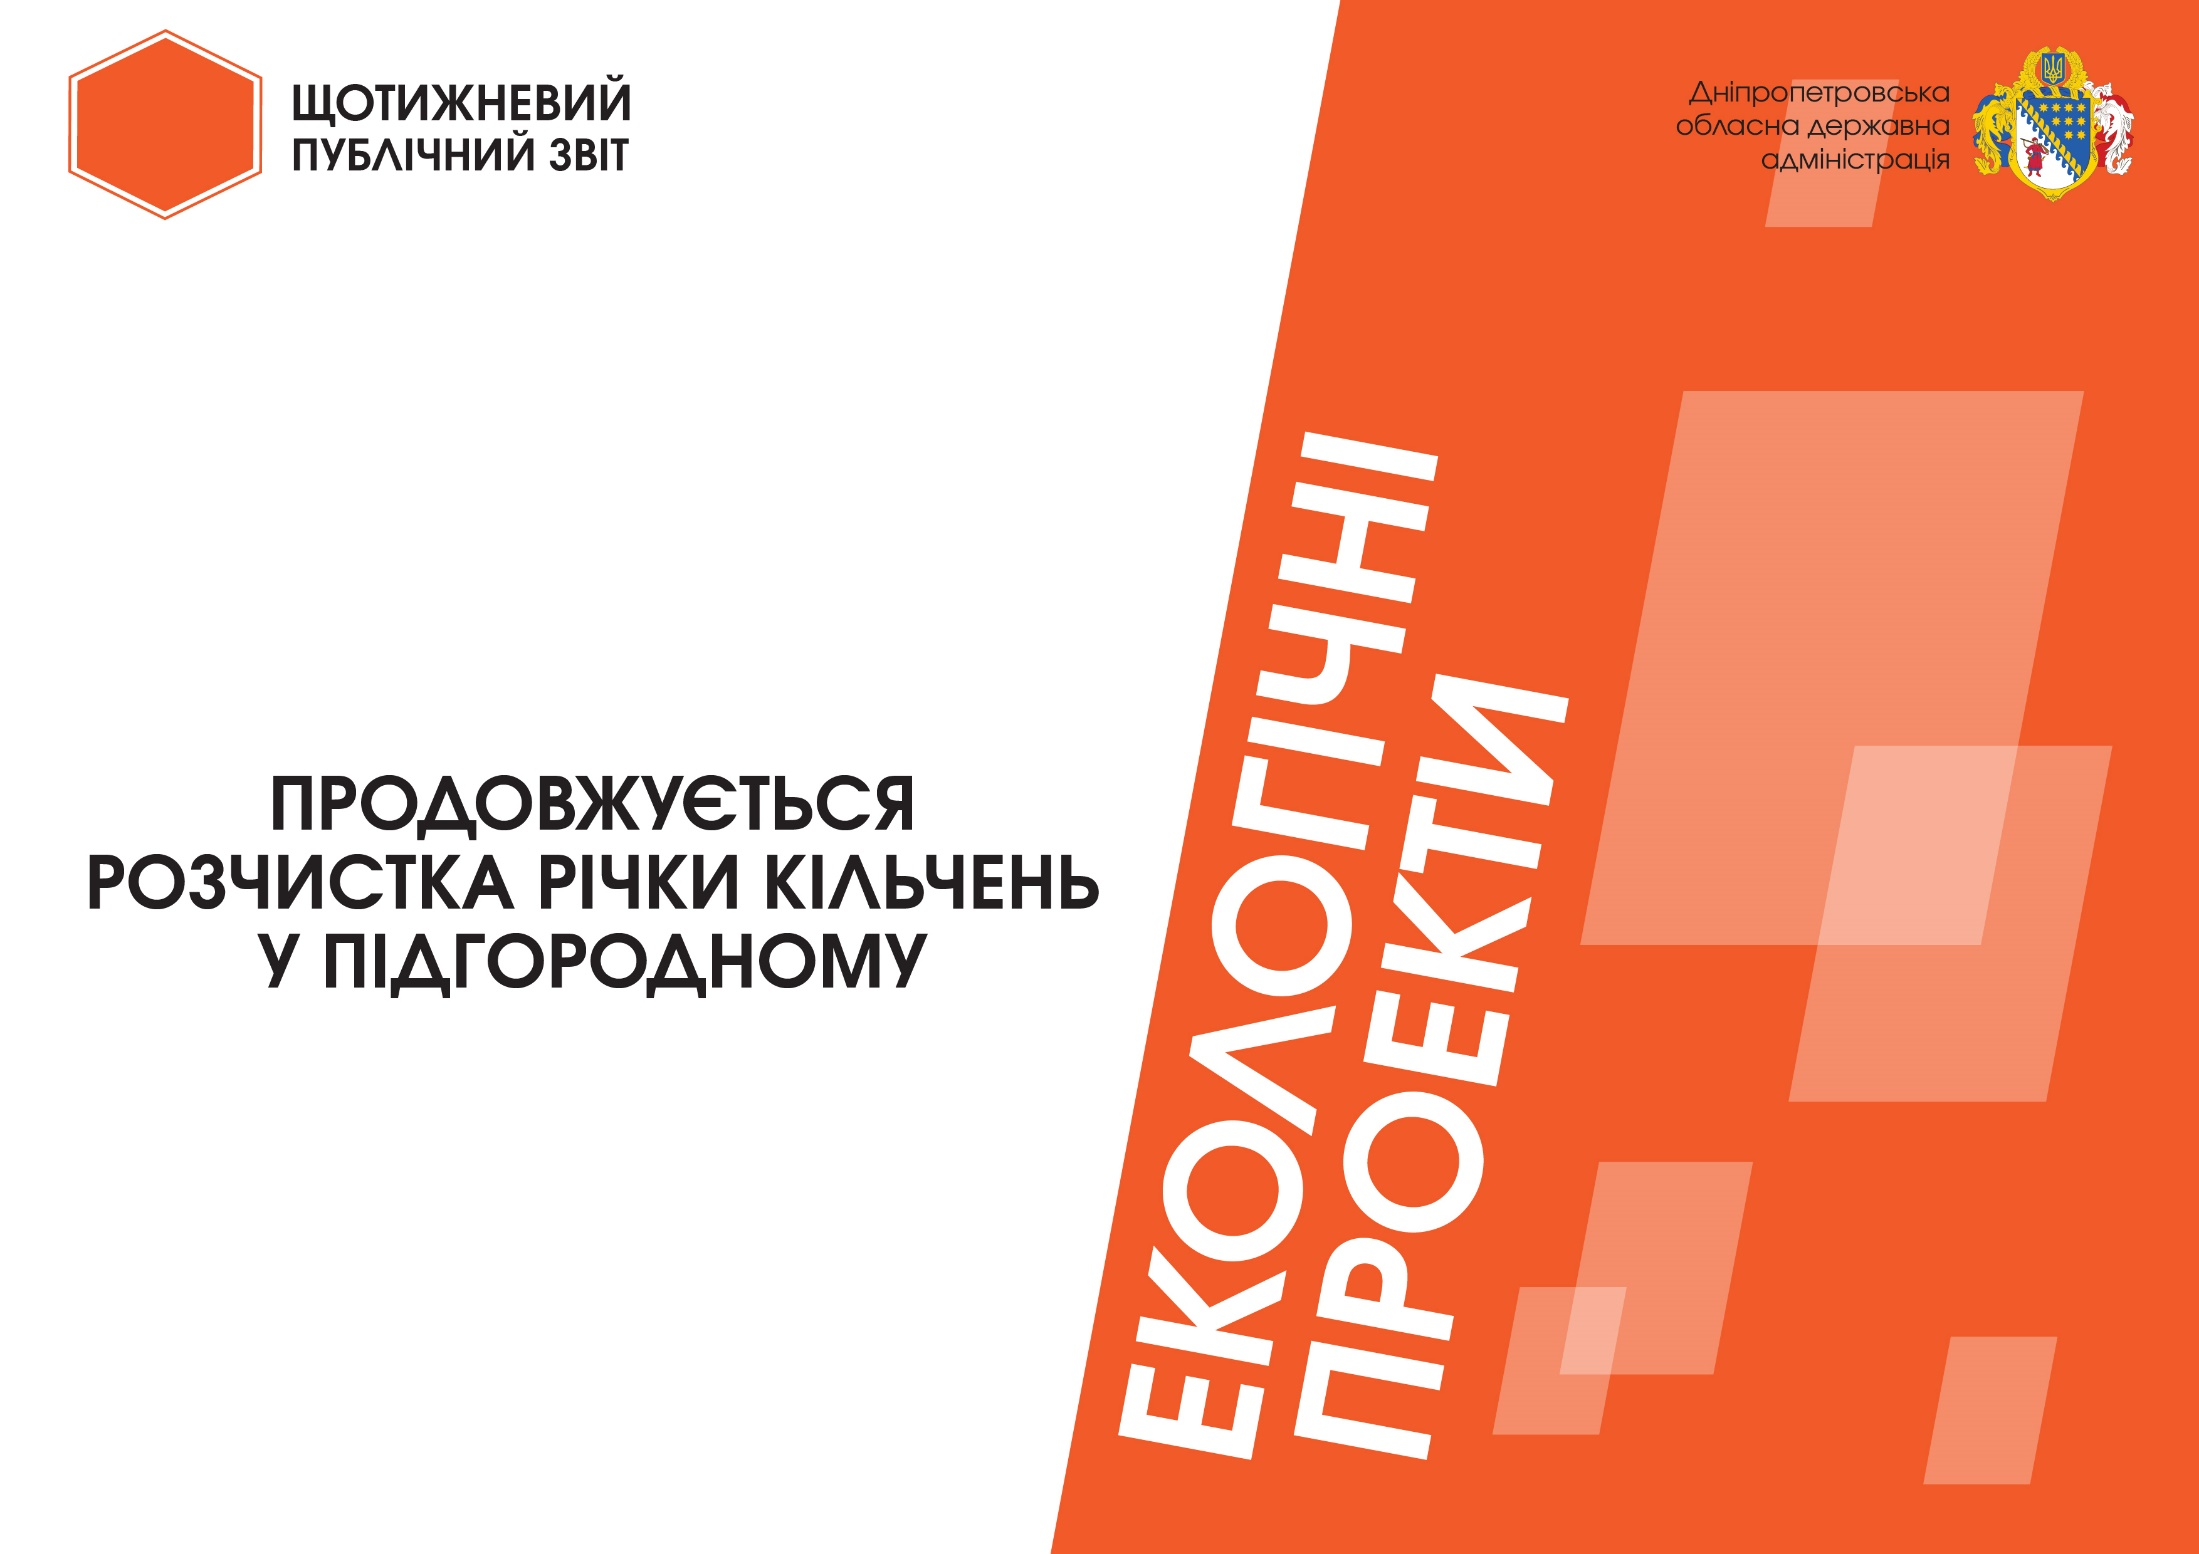 ЩОТИЖНЕВИЙ
ПУБЛІЧНИЙ ЗВІТ
Дніпропетровська
обласна державна
адміністрація
ПРОДОВЖУЄТЬСЯ
РОЗЧИСТКА РІЧКИ КІЛЬЧЕНЬ
У ПІДГОРОДНОМУ
ЕКОЛОГІЧНІ
ПРОЕКТИ